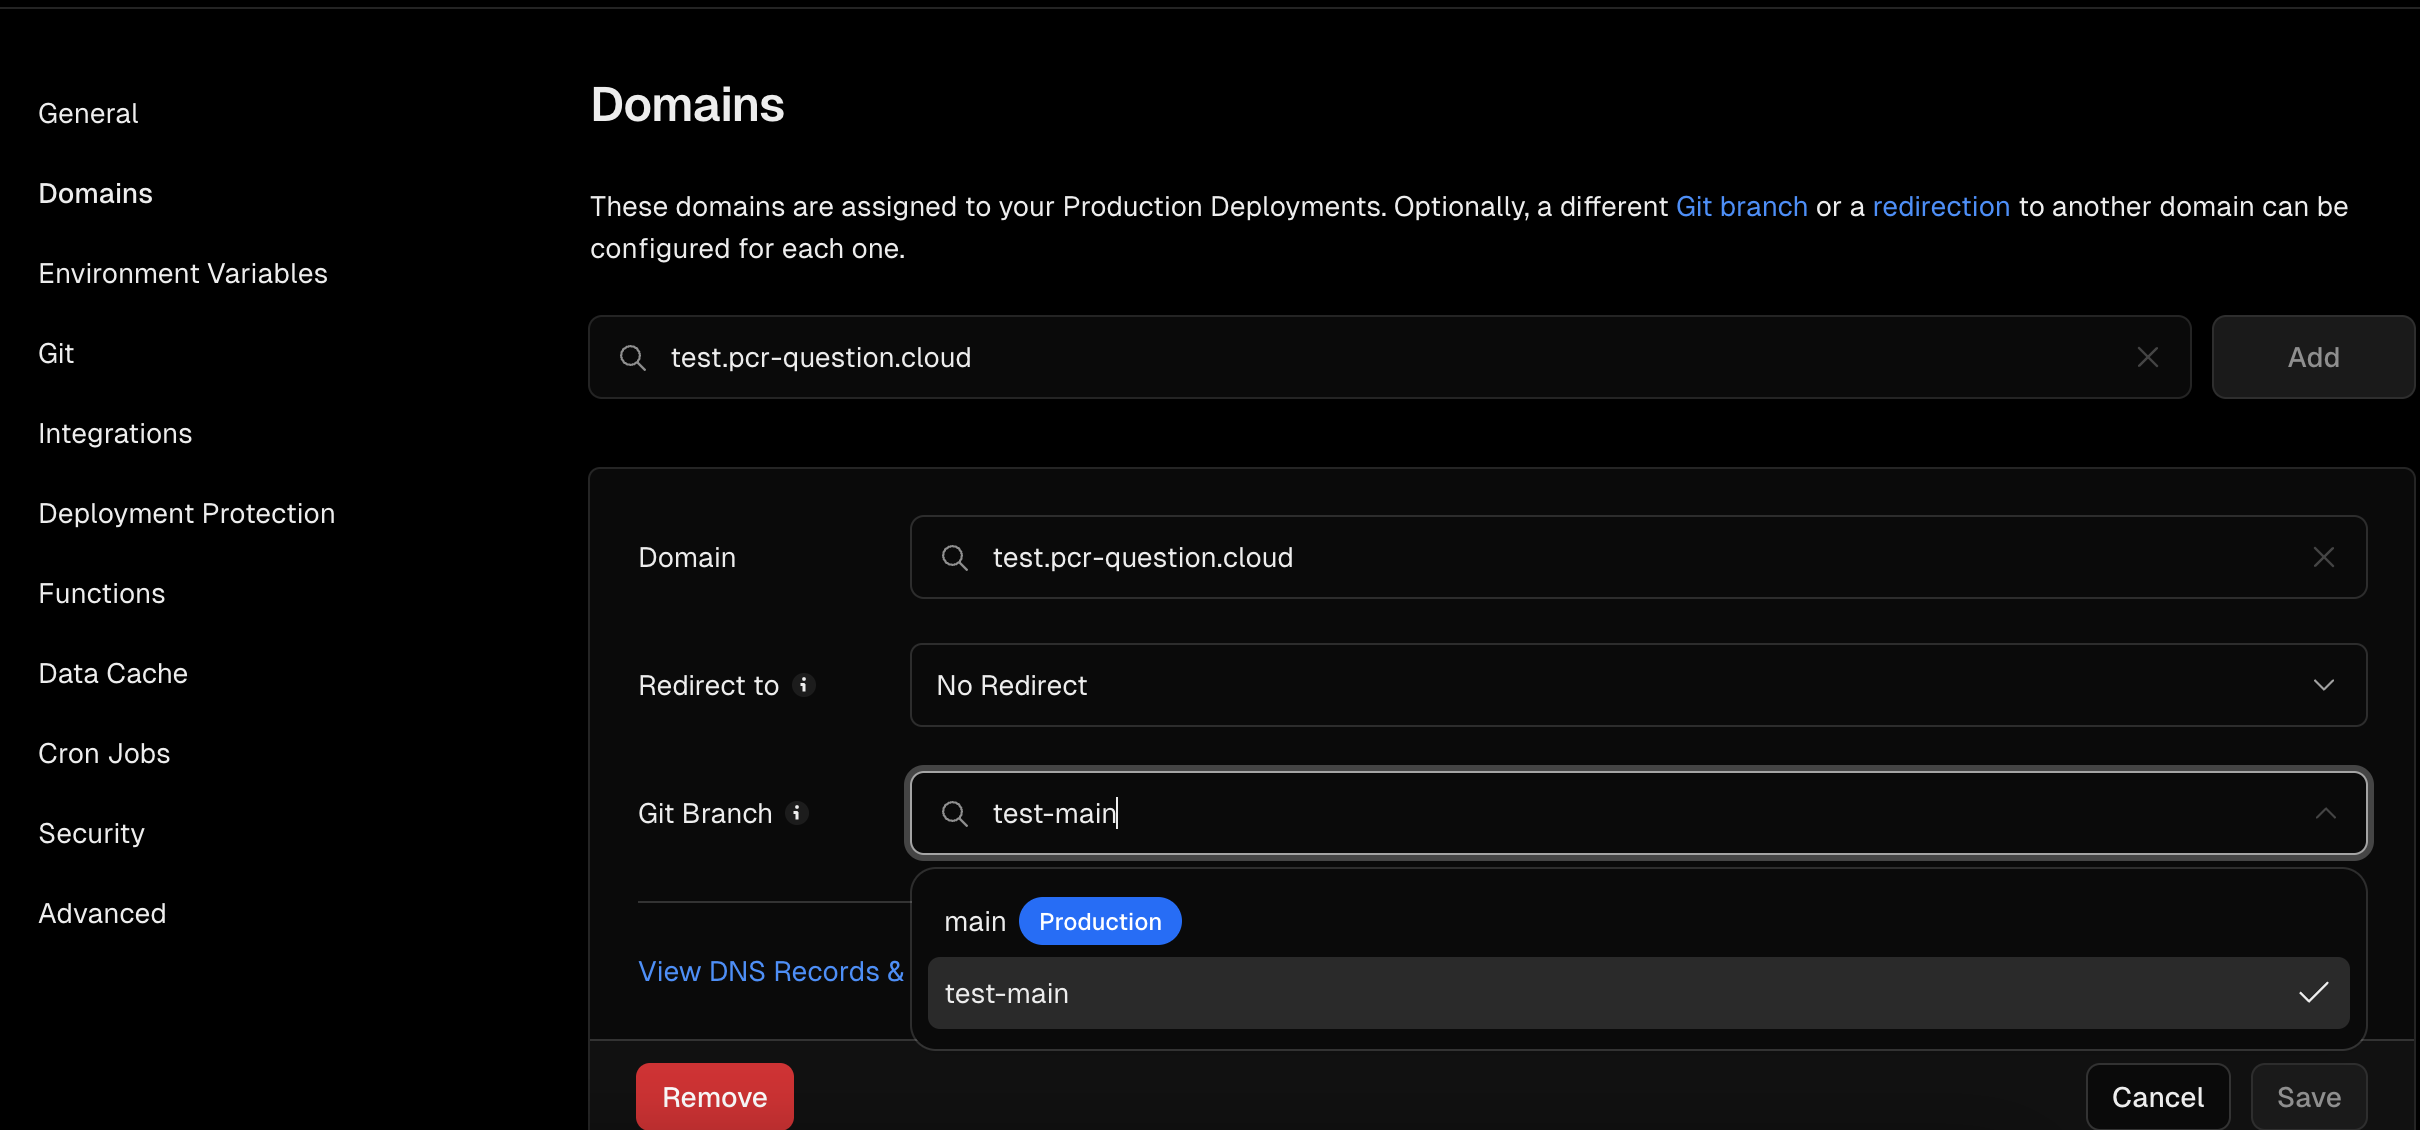 General
Domains
Environment Variables
Git
Integrations
Deployment Protection
Functions
Data Cache
Cron Jobs
Security
Advanced
Domains
These domains are assigned to your Production Deployments. Optionally, a different Git branch or a redirection to another domain can be
configured for each one.
test.pcr-question.cloud
Add
Domain
test.pcr-question.cloud
Redirect to
No Redirect
Git Branch
test-main
main Production
test-main
View DNS Records &
Remove
Cancel
Save